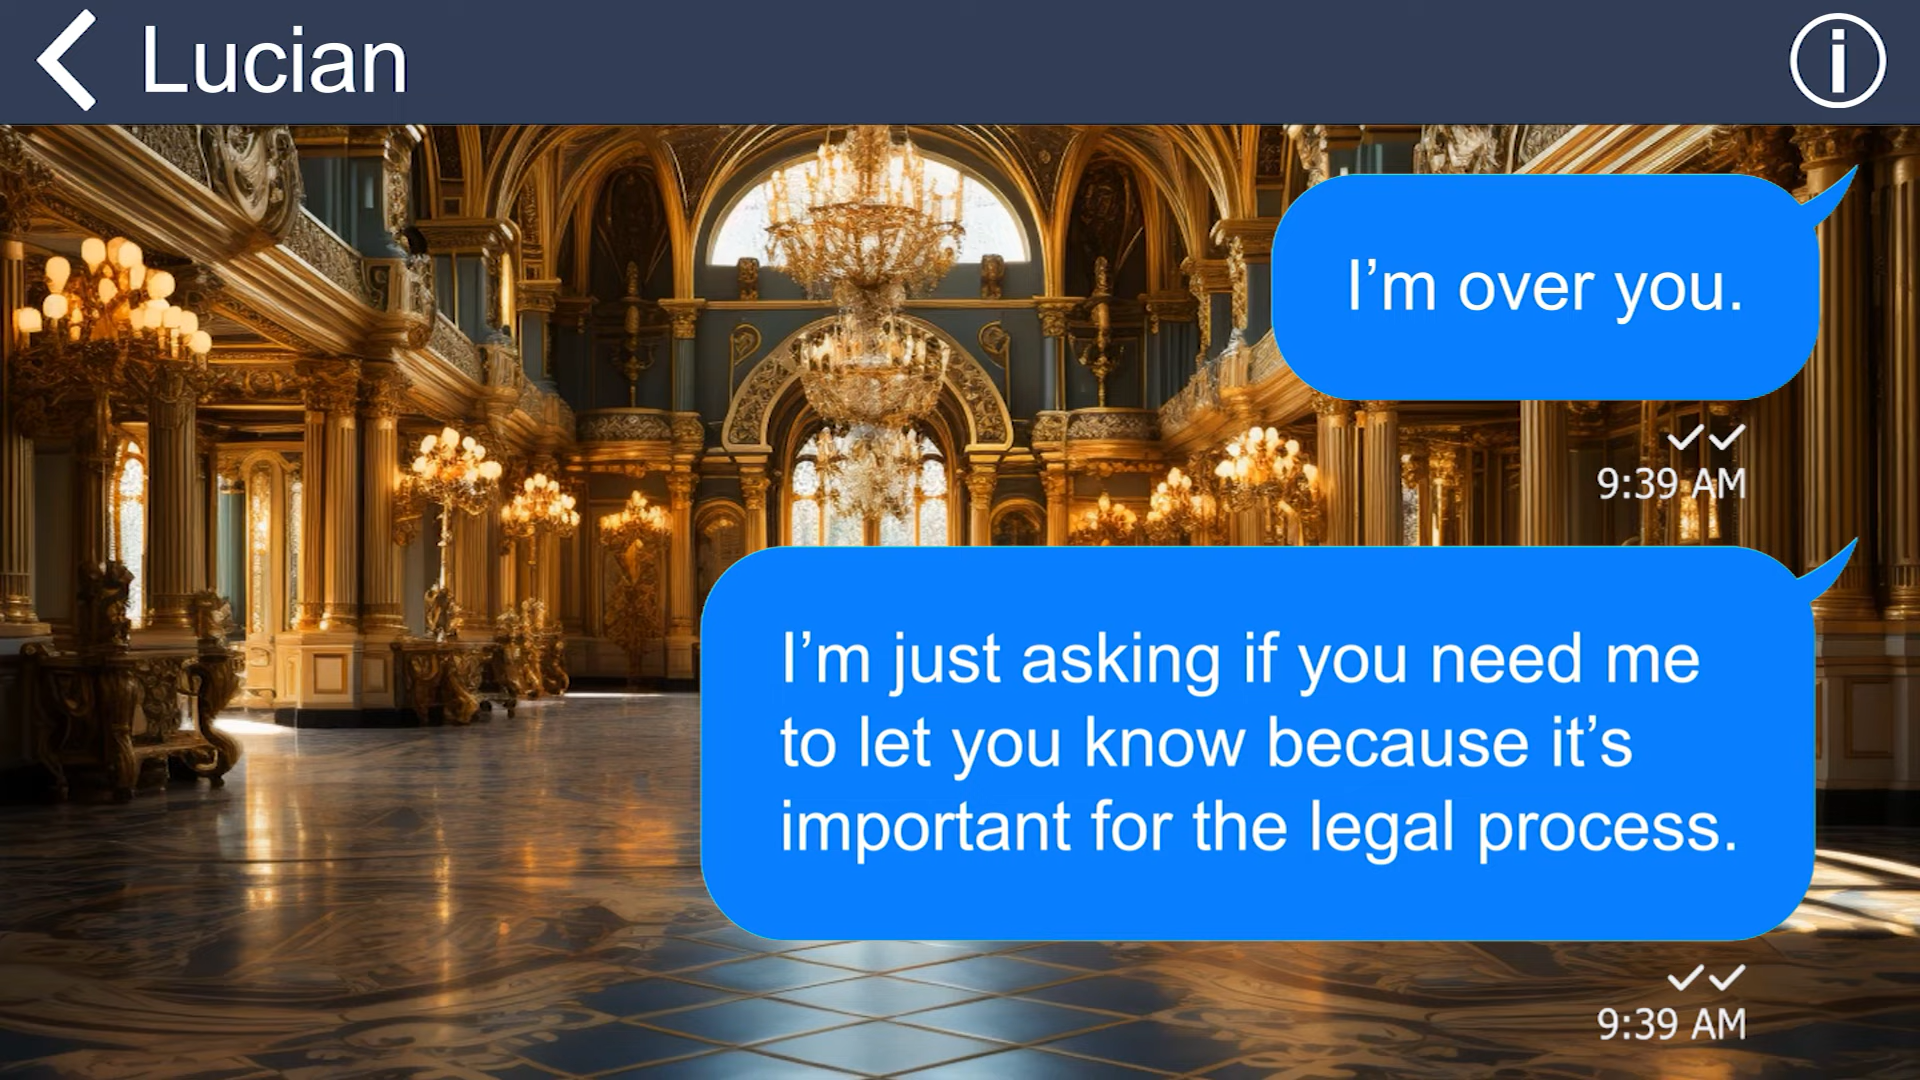 Lucian
I’m over you.
9:39 AM
I’m just asking if you need me
to let you know because it’s
important for the legal process.
9:39 AM